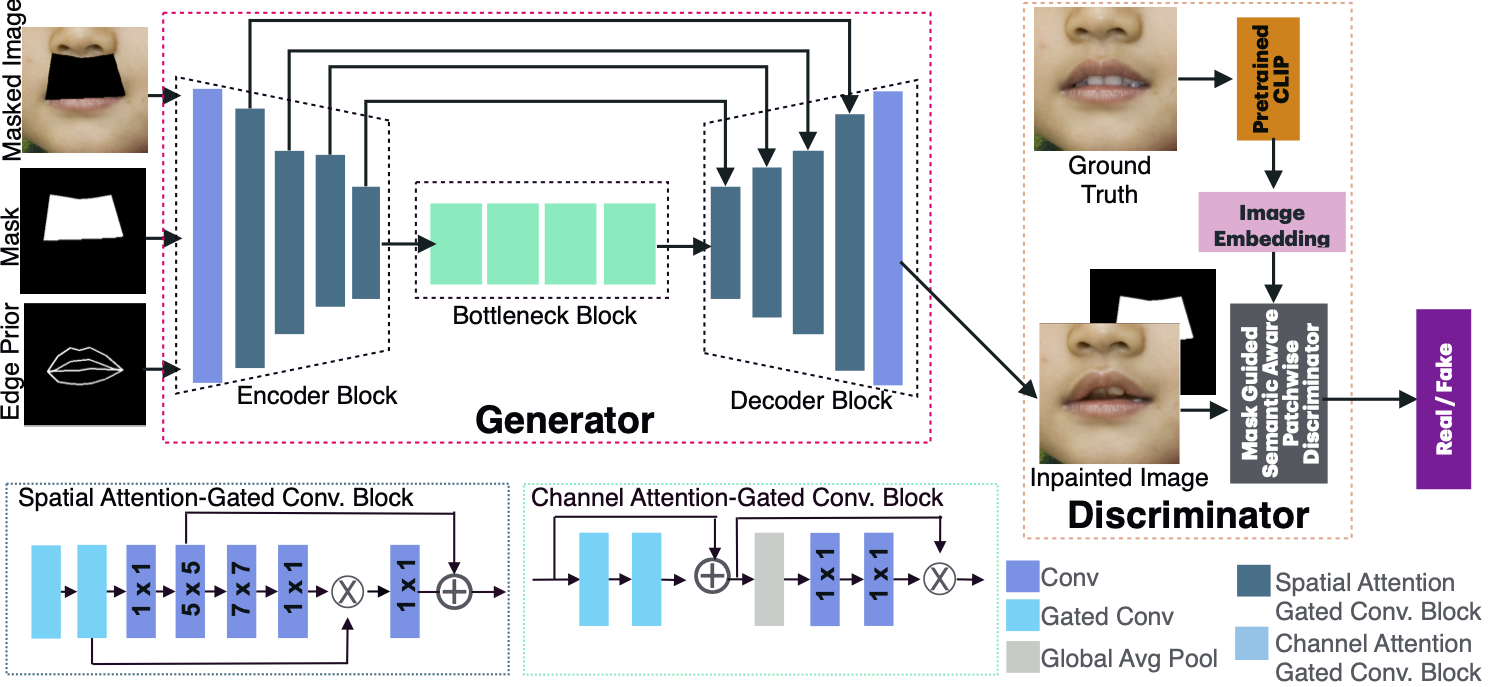 Masked Image
Mask
Edge Prior
Encoder Block
Bottleneck Block
Decoder Block
Generator
Ground
Truth
Pretrained
CLIP
Image
Embedding
Inpainted Image
Mask Guided
Semantic Aware
Patchwise
Discriminator
Real / Fake
Discriminator
Spatial Attention-Gated Conv. Block
1 x 1
5 x 5
7 x 7
1 x 1
X
1 x 1
+
Channel Attention-Gated Conv. Block
+
1 x 1
1 x 1
X
Conv
Gated Conv
Global Avg Pool
Spatial Attention
Gated Conv. Block
Channel Attention
Gated Conv. Block